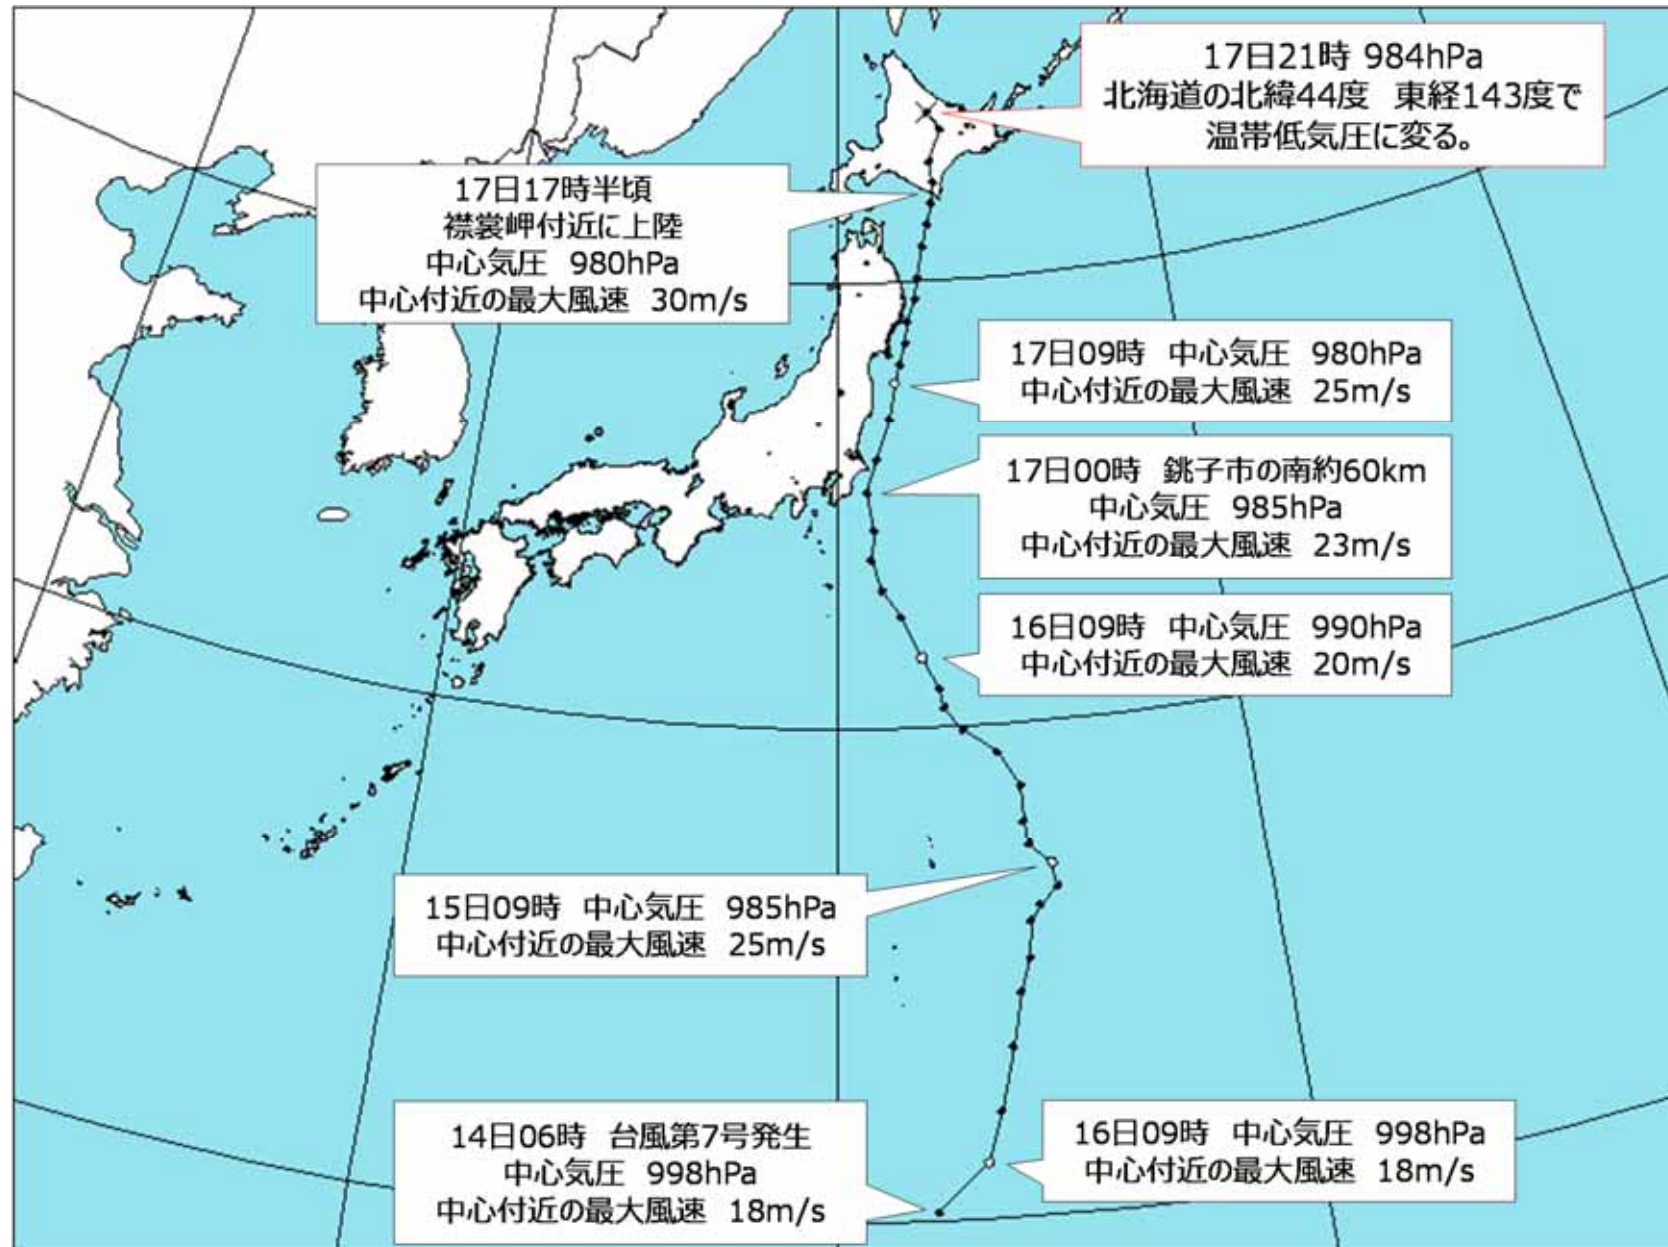 17日21時 984hPa
北海道の北緯44度 東経143度で
温帯低気圧に変る。
17日17時半頃
襟裳岬付近に上陸
中心気圧 980hPa
中心付近の最大風速 30m/s
17日09時 中心気圧 980hPa
中心付近の最大風速 25m/s
17日00時 銚子市の南約60km
中心気圧 985hPa
中心付近の最大風速 23m/s
16日09時 中心気圧 990hPa
中心付近の最大風速 20m/s
15日09時 中心気圧 985hPa
中心付近の最大風速 25m/s
14日06時 台風第7号発生
中心気圧 998hPa
中心付近の最大風速 18m/s
16日09時 中心気圧 998hPa
中心付近の最大風速 18m/s